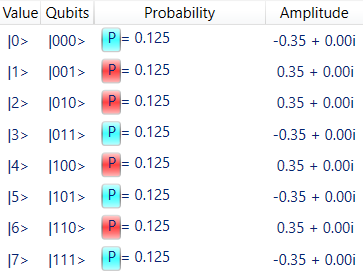 Value Qubits Probability Amplitude
|0> |000> P = 0.125 -0.35 + 0.00i
|1> |001> P = 0.125 0.35 + 0.00i
|2> |010> P = 0.125 0.35 + 0.00i
|3> |011> P = 0.125 -0.35 + 0.00i
|4> |100> P = 0.125 0.35 + 0.00i
|5> |101> P = 0.125 -0.35 + 0.00i
|6> |110> P = 0.125 0.35 + 0.00i
|7> |111> P = 0.125 -0.35 + 0.00i